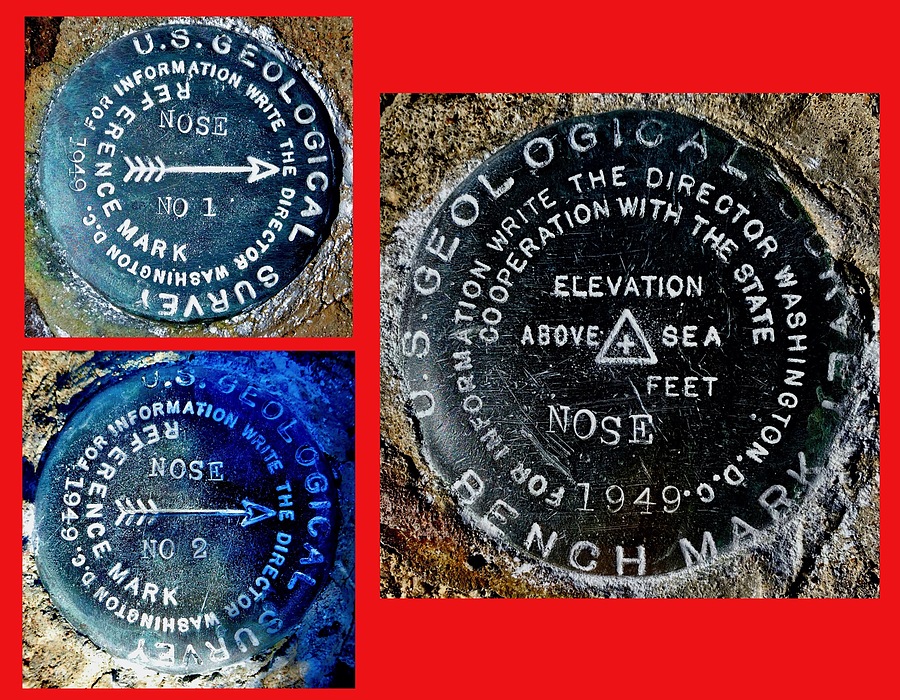 U.S. GEOLOGICAL SURVEY
FOR INFORMATION WRITE THE DIRECTOR WASHINGTON D.C.
REFERENCE MARK
NOSE
NO 1
1949
U.S. GEOLOGICAL SURVEY
FOR INFORMATION WRITE THE DIRECTOR WASHINGTON D.C.
REFERENCE MARK
NOSE
NO 2
1949
U.S. GEOLOGICAL SURVEY
BENCH MARK
FOR INFORMATION WRITE THE DIRECTOR WASHINGTON. D.C.
COOPERATION WITH THE STATE
ELEVATION
ABOVE SEA
FEET
NOSE
1949